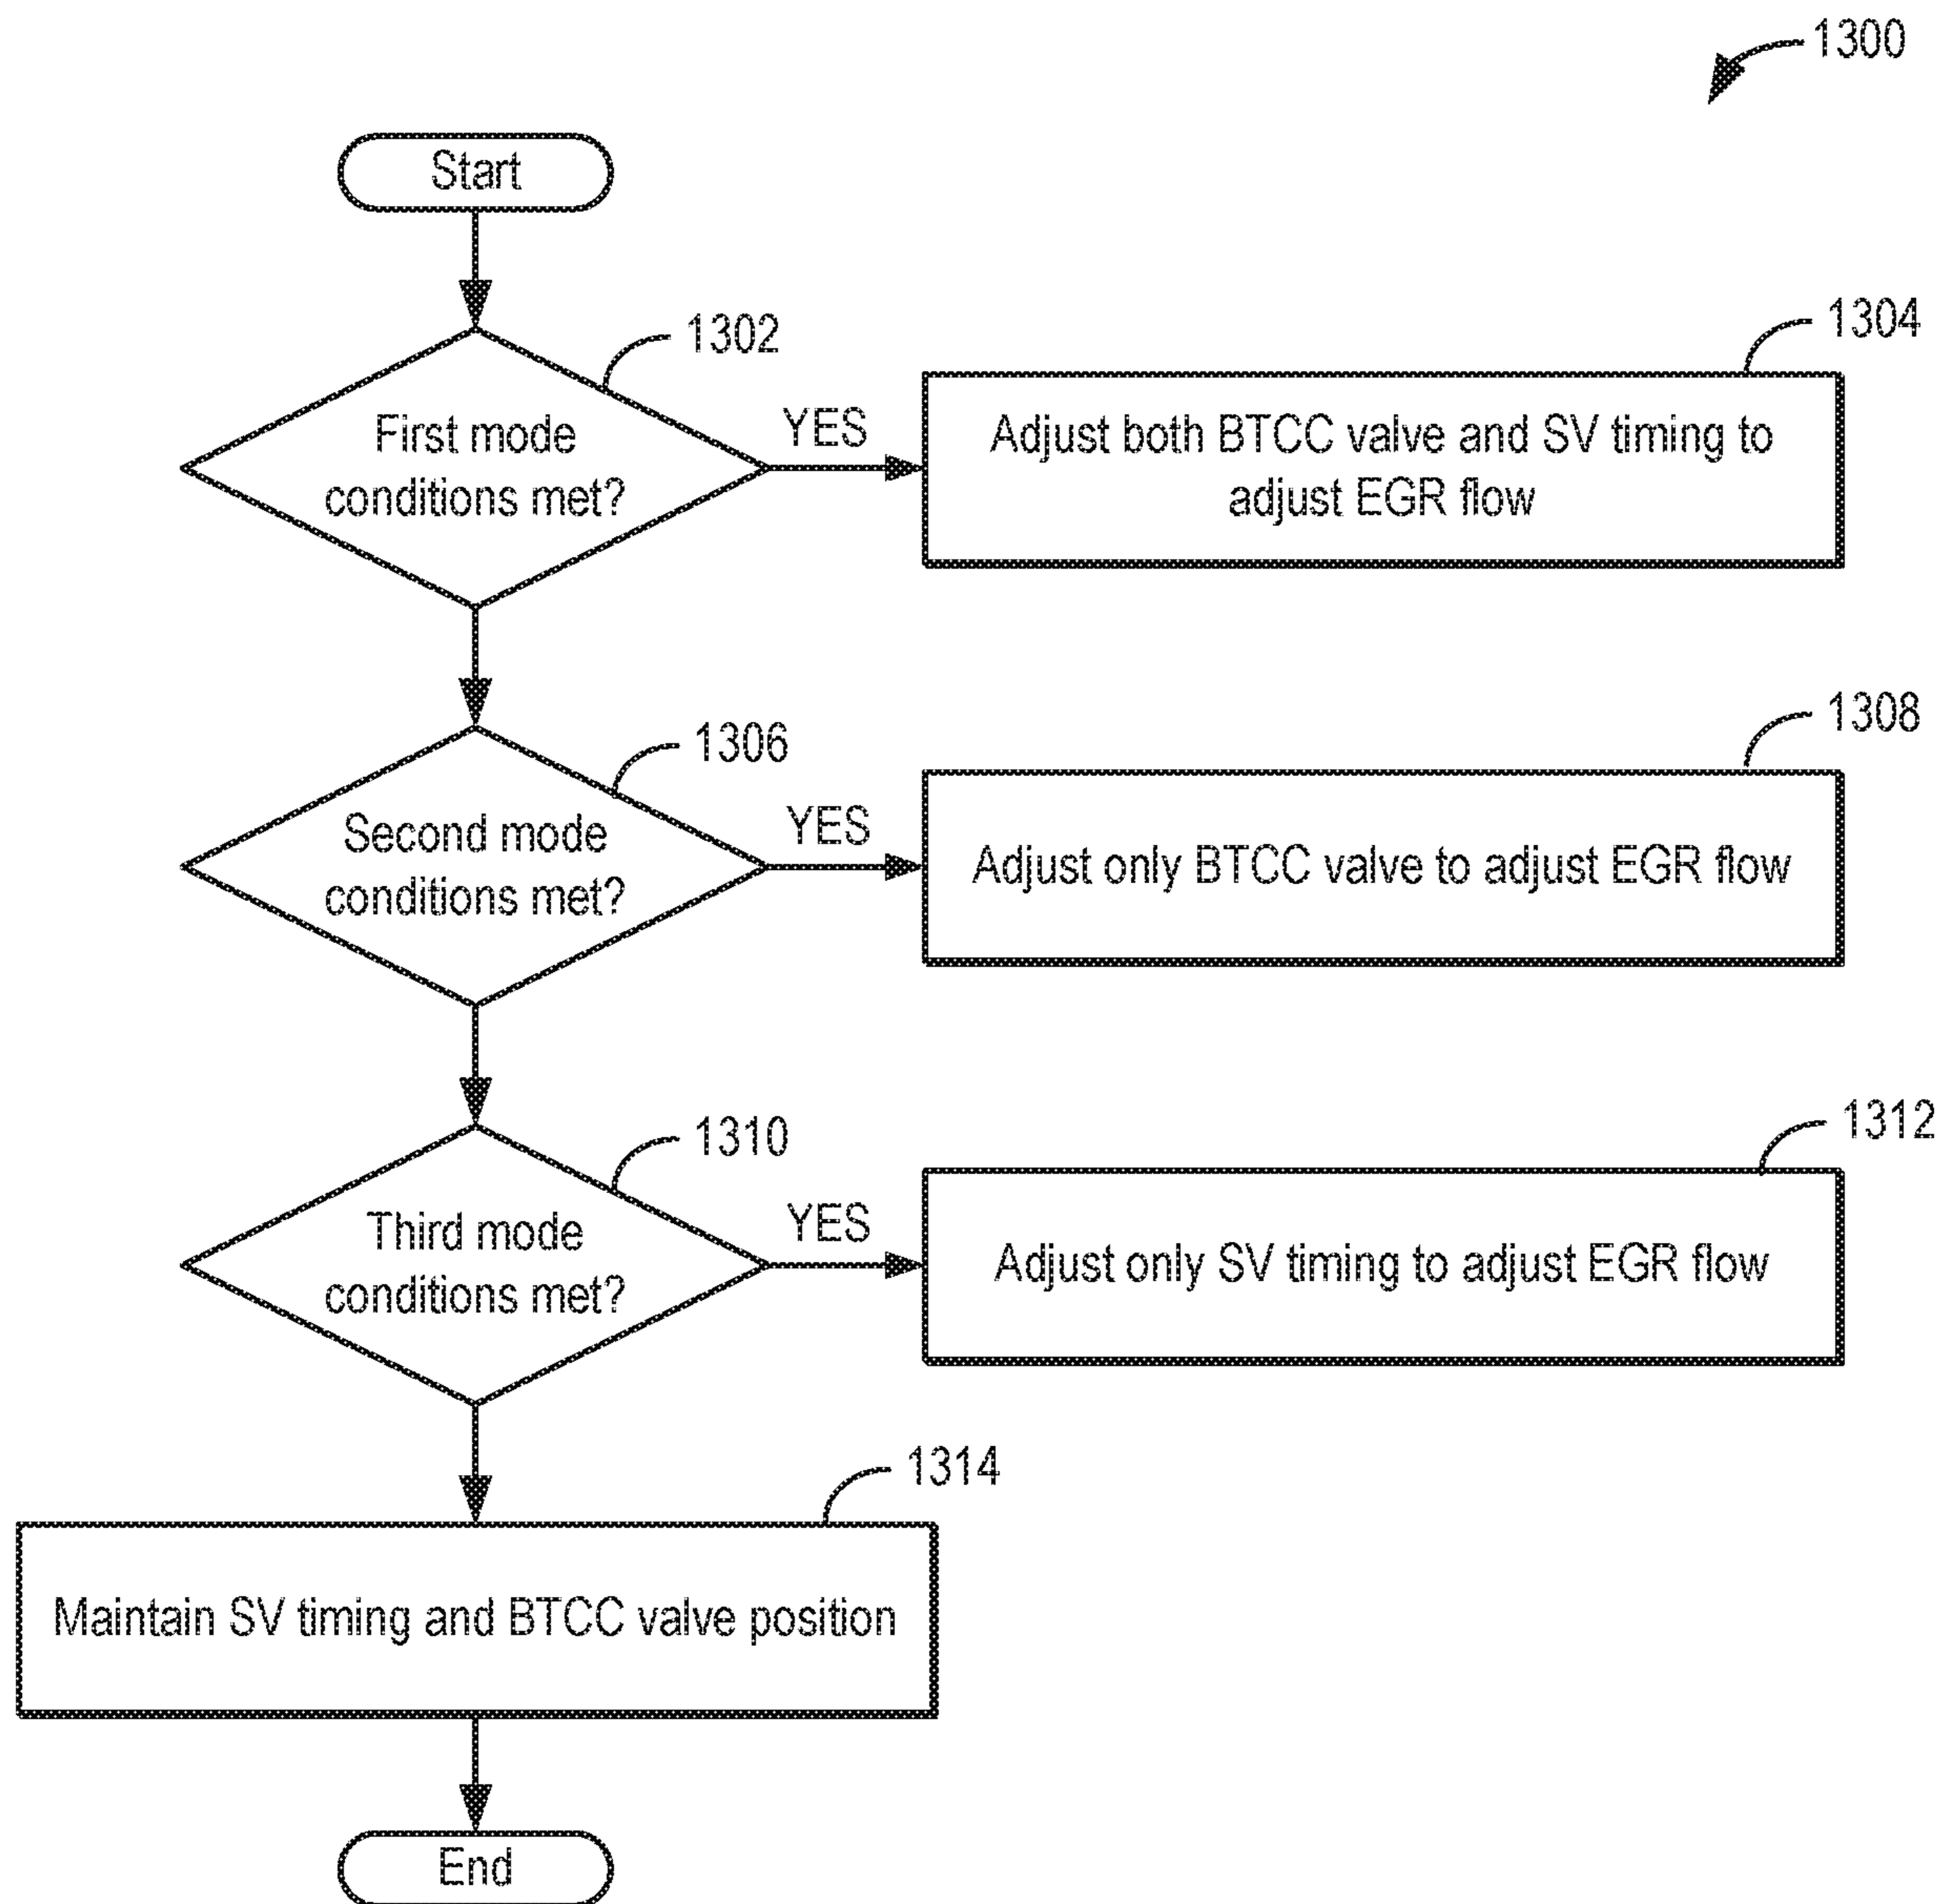 1300
Start
1302
First mode
conditions met?
YES
1304
Adjust both BTCC valve and SV timing to
adjust EGR flow
1306
Second mode
conditions met?
YES
1308
Adjust only BTCC valve to adjust EGR flow
1310
Third mode
conditions met?
YES
1312
Adjust only SV timing to adjust EGR flow
1314
Maintain SV timing and BTCC valve position
End